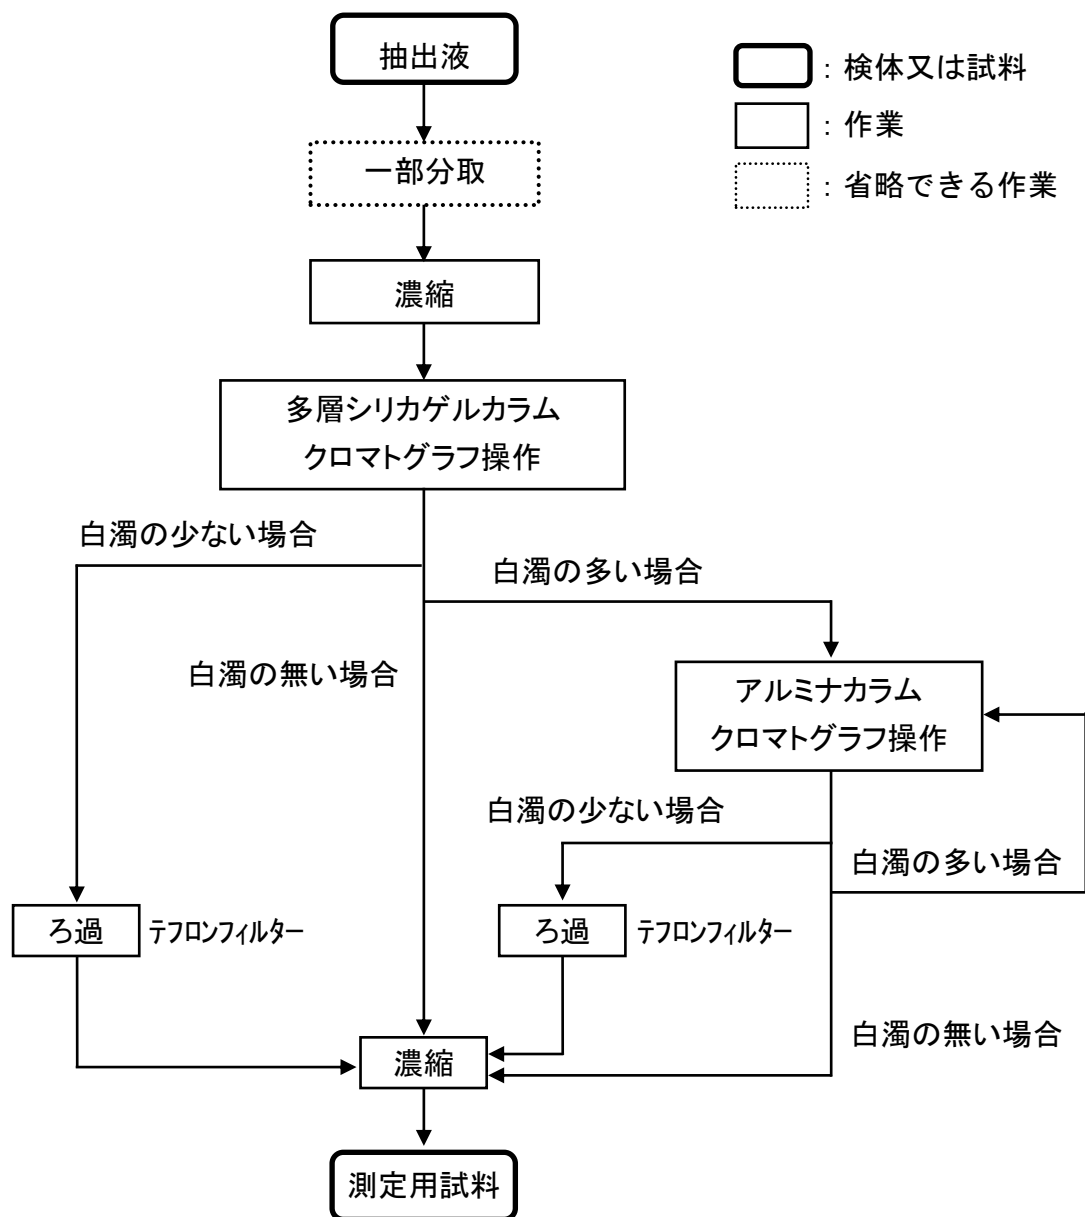 抽出液
：検体又は試料
：作業
一部分取
：省略できる作業
濃縮
多層シリカゲルカラム
クロマトグラフ操作
白濁の少ない場合
白濁の多い場合
白濁の無い場合
アルミナカラム
クロマトグラフ操作
白濁の少ない場合
白濁の多い場合
ろ過
テフロンフィルター
ろ過
テフロンフィルター
白濁の無い場合
濃縮
測定用試料